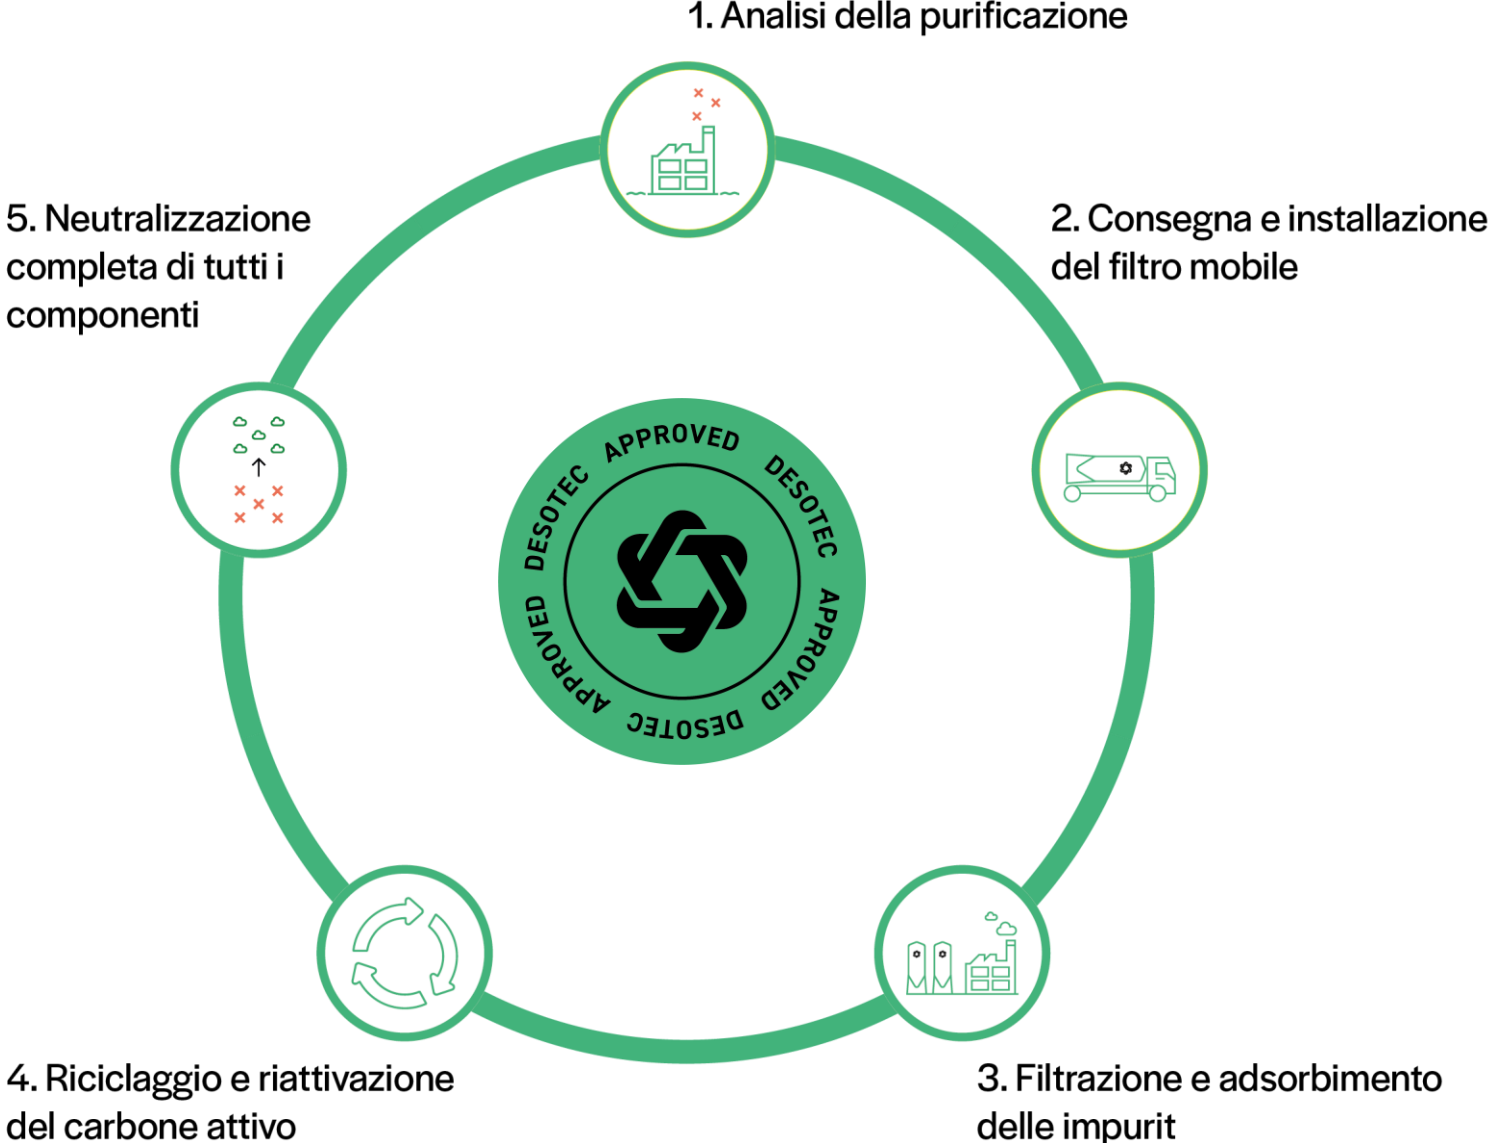 1. Analisi della purificazione
2. Consegna e installazione
del filtro mobile
3. Filtrazione e adsorbimento
delle impurit
4. Riciclaggio e riattivazione
del carbone attivo
5. Neutralizzazione
completa di tutti i
componenti
DESOTEC APPROVED DESOTEC APPROVED DESOTEC APPROVED